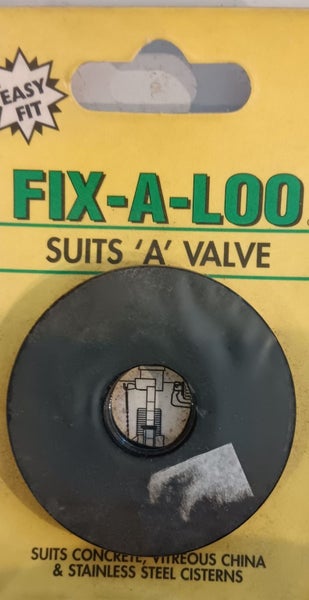 EASY
FIT
FIX-A-LOO
SUITS 'A' VALVE
SUITS CONCRETE, VITREOUS CHINA
& STAINLESS STEEL CISTERNS